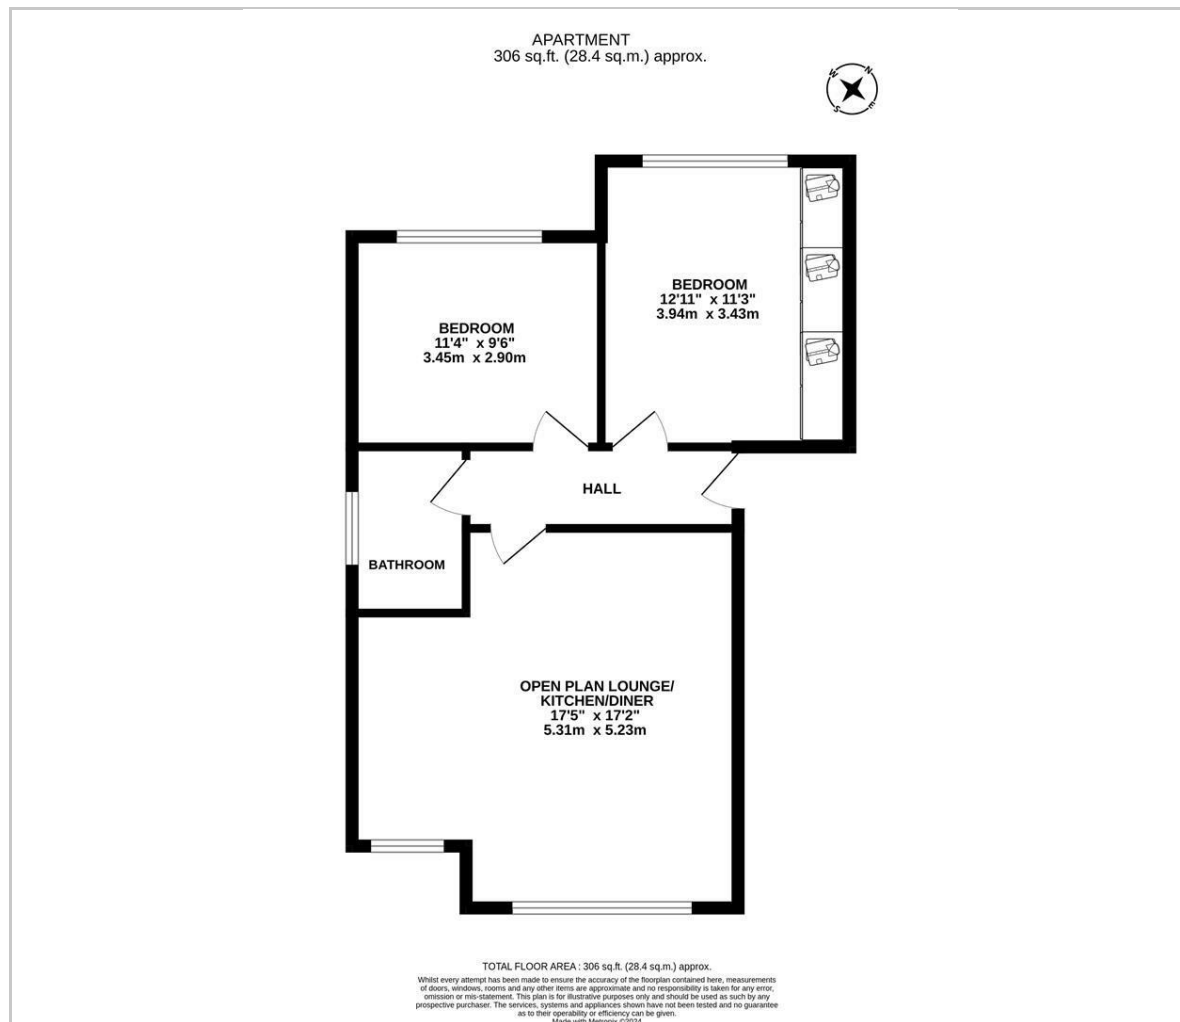 APARTMENT
306 sq.ft. (28.4 sq.m.) approx.
W N
S E
BEDROOM
12'11" x 11'3"
3.94m x 3.43m
BEDROOM
11'4" x 9'6"
3.45m x 2.90m
HALL
BATHROOM
OPEN PLAN LOUNGE/
KITCHEN/DINER
17'5" x 17'2"
5.31m x 5.23m
TOTAL FLOOR AREA : 306 sq.ft. (28.4 sq.m.) approx.
Whilst every attempt has been made to ensure the accuracy of the floorplan contained here, measurements
of doors, windows, rooms and any other items are approximate and no responsibility is taken for any error,
omission or mis-statement. This plan is for illustrative purposes only and should be used as such by any
prospective purchaser. The services, systems and appliances shown have not been tested and no guarantee
as to their operability or efficiency can be given.
Made with Metropix ©2024